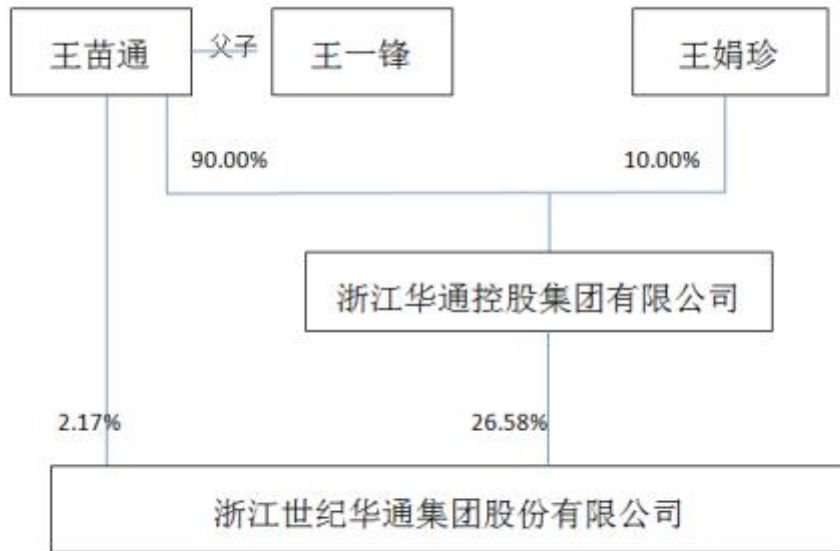 王苗通
父子
王一锋
王娟珍
90.00%
10.00%
浙江华通控股集团有限公司
2.17%
26.58%
浙江世纪华通集团股份有限公司